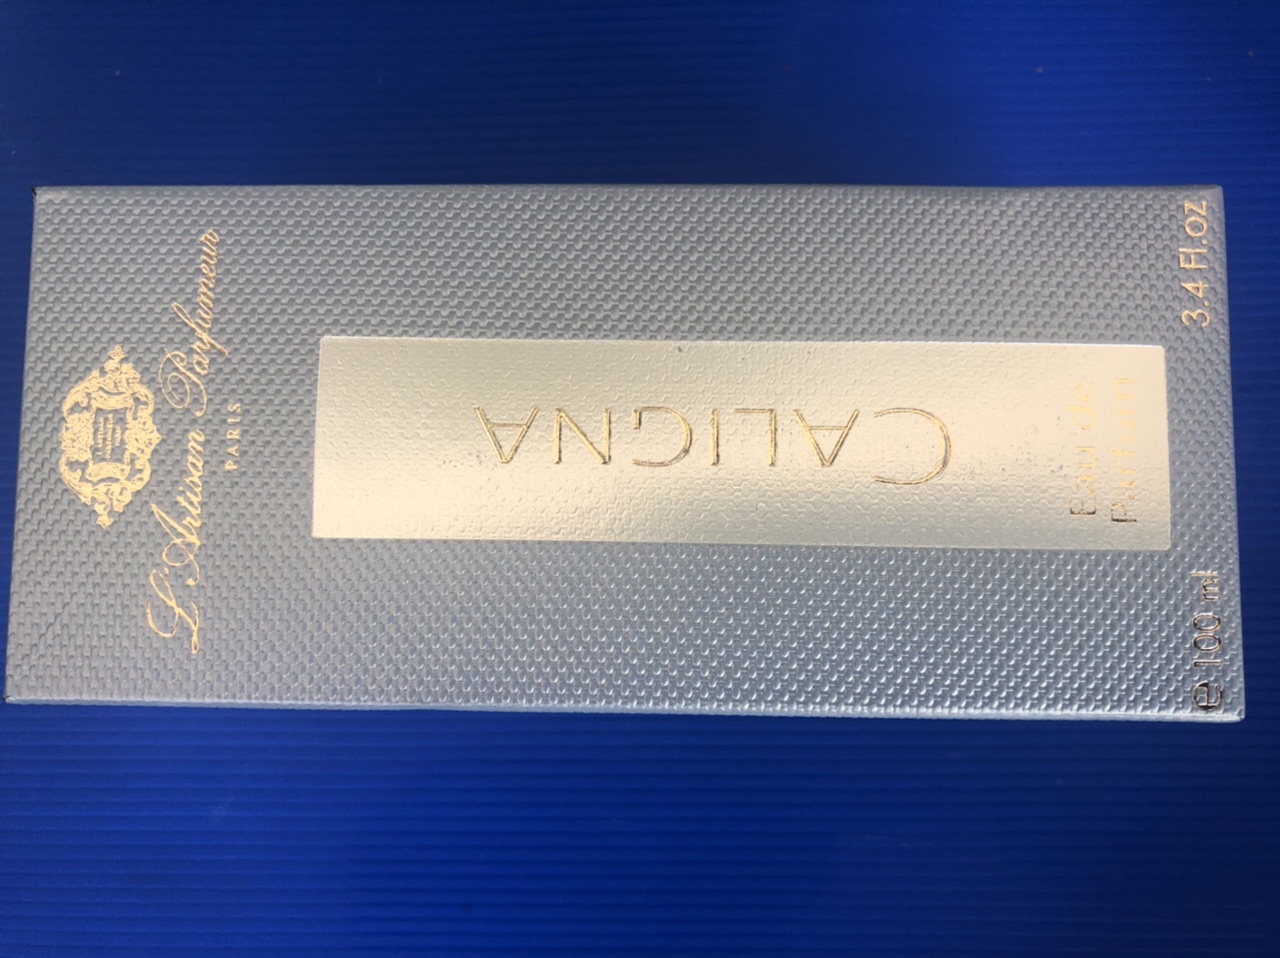 L'Artisan Parfumeur
PARIS
CALIGNA
Eau de
Parfum
e 100 ml
3.4 Fl.oz